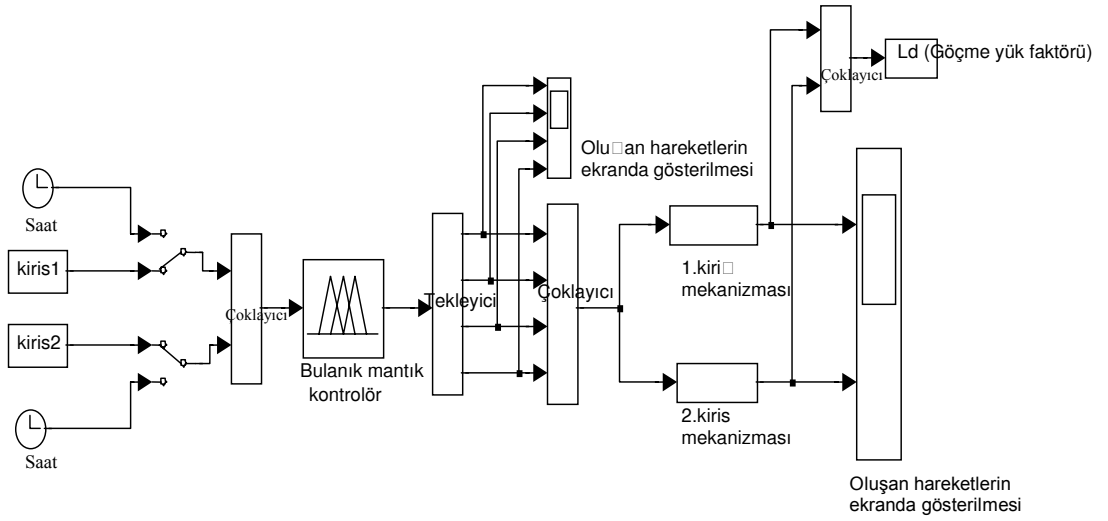 Ld (Göçme yük faktörü)
Çoklayıcı
Olu□an hareketlerin
ekranda gösterilmesi
Saat
kiris1
Çoklayıcı
Tekleyici
Çoklayıcı
1.kiri□
mekanizması
kiris2
Bulanık mantık
kontrolör
2.kiris
mekanizması
Saat
Oluşan hareketlerin
ekranda gösterilmesi